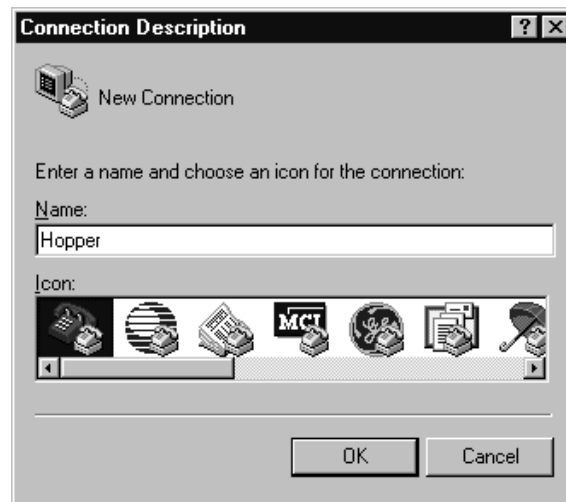 Connection Description
New Connection
Enter a name and choose an icon for the connection:
Name:
Hopper
Icon:
MCI
OK
Cancel